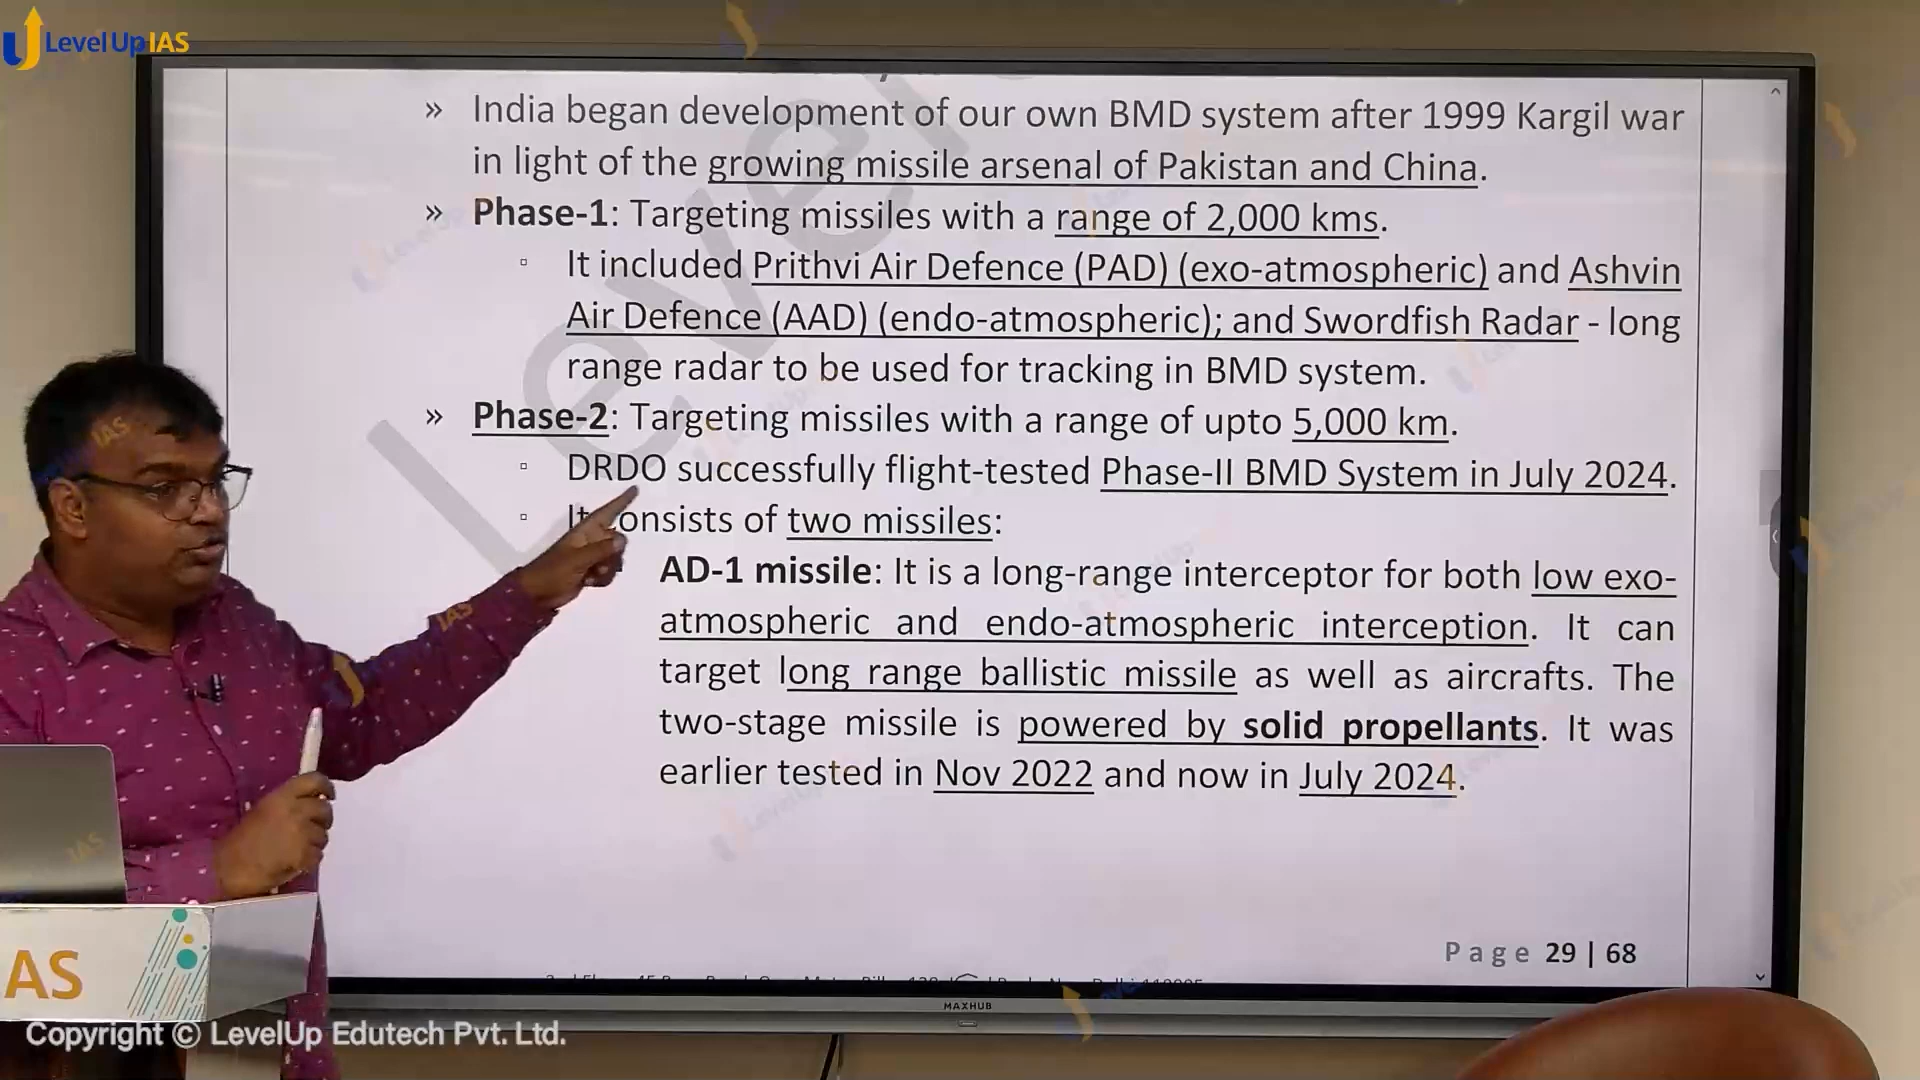 Level Up IAS
» India began development of our own BMD system after 1999 Kargil war
in light of the growing missile arsenal of Pakistan and China.
» Phase-1: Targeting missiles with a range of 2,000 kms.
▫ It included Prithvi Air Defence (PAD) (exo-atmospheric) and Ashvin
Air Defence (AAD) (endo-atmospheric); and Swordfish Radar - long
range radar to be used for tracking in BMD system.
» Phase-2: Targeting missiles with a range of upto 5,000 km.
▫ DRDO successfully flight-tested Phase-II BMD System in July 2024.
▫ It consists of two missiles:
AD-1 missile: It is a long-range interceptor for both low exo-
atmospheric and endo-atmospheric interception. It can
target long range ballistic missile as well as aircrafts. The
two-stage missile is powered by solid propellants. It was
earlier tested in Nov 2022 and now in July 2024.
Page 29 | 68
MAXHUB
AS
Copyright © LevelUp Edutech Pvt. Ltd.